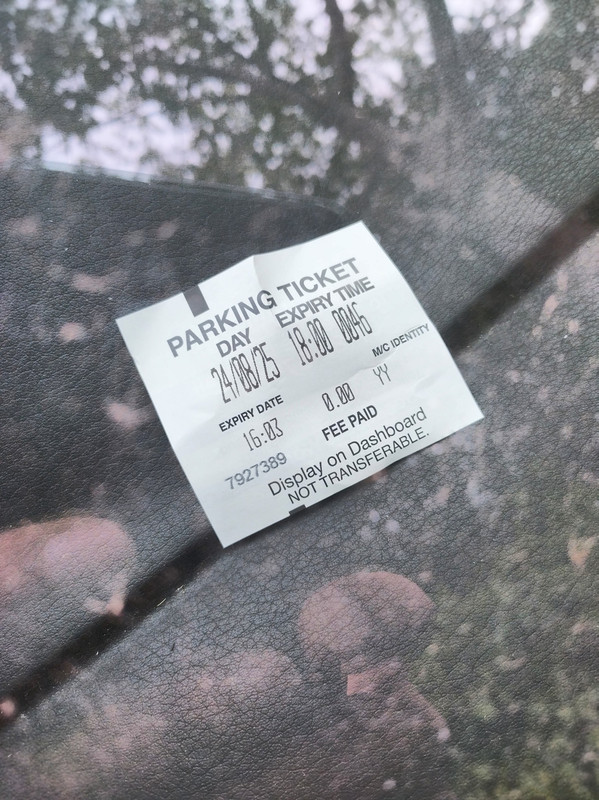 PARKING TICKET
DAY EXPIRY TIME
24/08/25 18:00 0046
EXPIRY DATE M/C IDENTITY
16:03 0.00 YY
7927389 FEE PAID
Display on Dashboard
NOT TRANSFERABLE.